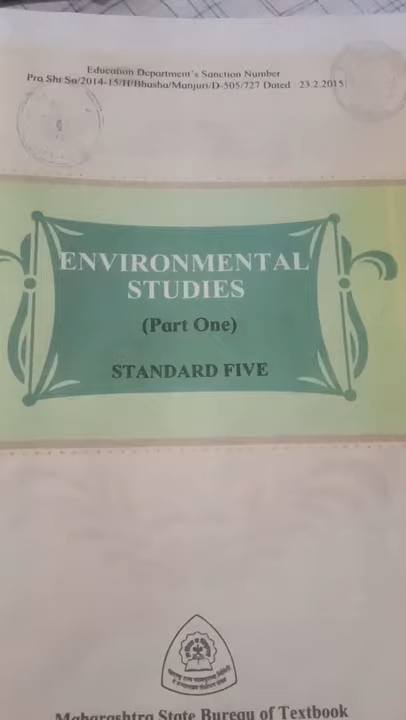 Education Department's Sanction Number
Pra Shi Sa/2014-15/H/Bhasha/Manjuri/D-505/727 Dated 23.2.2015
ENVIRONMENTAL
STUDIES
(Part One)
STANDARD FIVE
Maharashtra State Bureau of Textbook